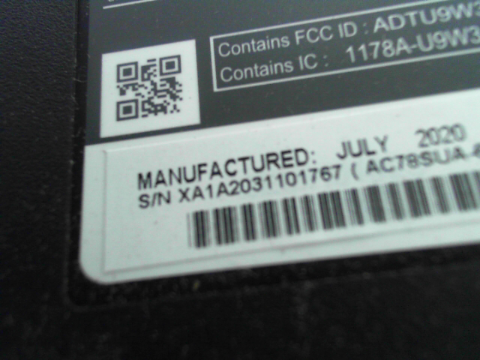 Contains FCC ID : ADTU9W3
Contains IC : 1178A-U9W3
MANUFACTURED: JULY 2020
S/N XA1A2031101767 ( AC78SUA-